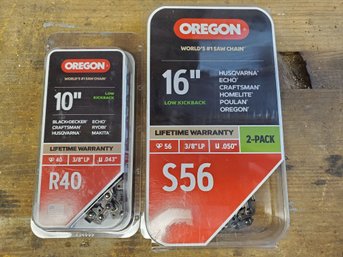 OREGON
WORLD'S #1 SAW CHAIN
10"
LOW KICKBACK
BLACK+DECKER ECHO
CRAFTSMAN RYOBI
HUSQVARNA MAKITA
LIFETIME WARRANTY
40 3/8" LP .043"
R40
OREGON
WORLD'S #1 SAW CHAIN
16"
LOW KICKBACK
HUSQVARNA
ECHO
CRAFTSMAN
HOMELITE
POULAN
OREGON
LIFETIME WARRANTY
56 3/8" LP .050"
2-PACK
S56